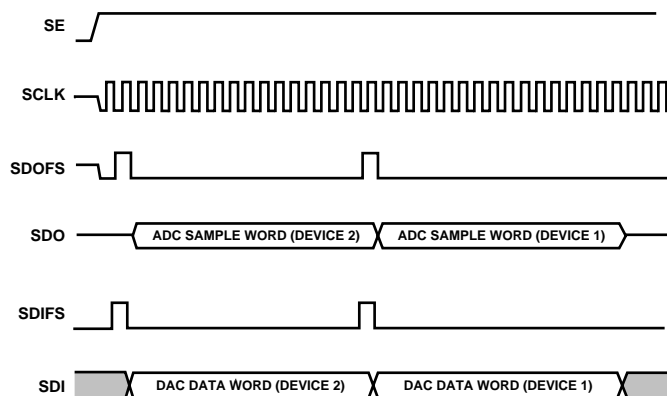 SE
SCLK
SDOFS
SDO
ADC SAMPLE WORD (DEVICE 2)
ADC SAMPLE WORD (DEVICE 1)
SDIFS
SDI
DAC DATA WORD (DEVICE 2)
DAC DATA WORD (DEVICE 1)